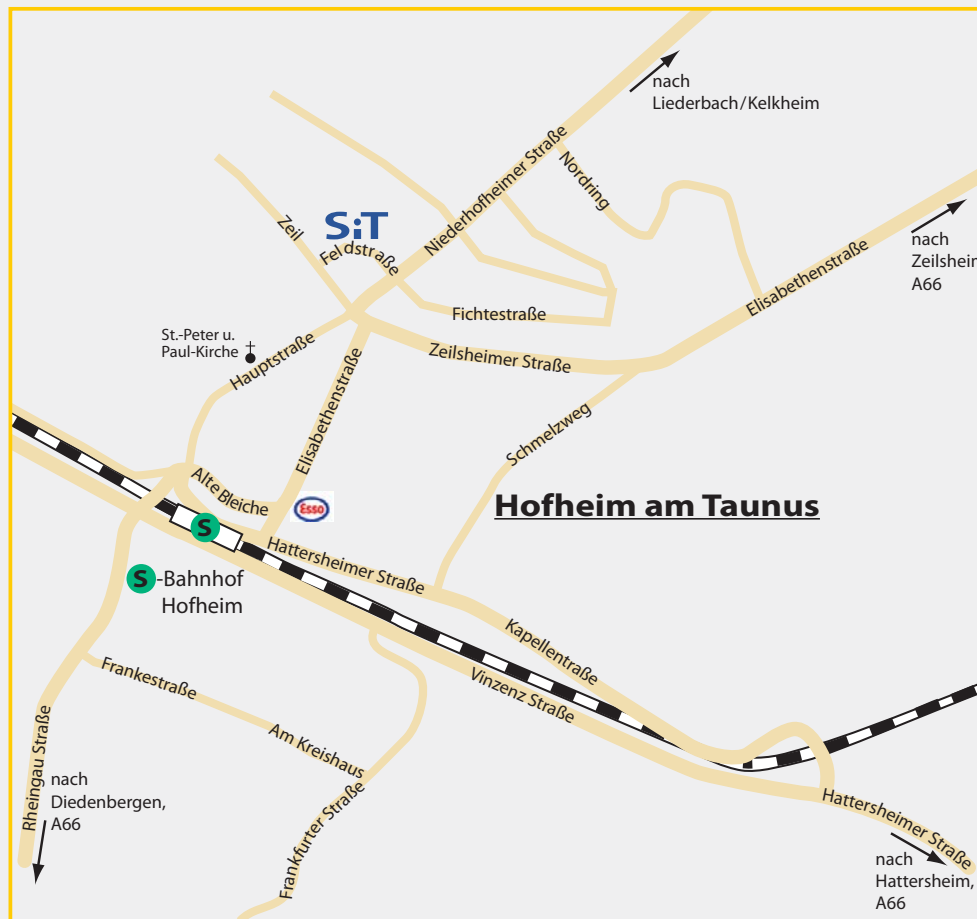 nach
Liederbach/Kelkheim
Niederhofheimer Straße
Nordring
Zeil
SiT
Feldstraße
nach
Zeilsheim
A66
Elisabethenstraße
Fichtestraße
St.-Peter u.
Paul-Kirche
Hauptstraße
Zeilsheimer Straße
Elisabethenstraße
Schmelzweg
Alte Bleiche
Esso
Hofheim am Taunus
S
Hattersheimer Straße
S-Bahnhof
Hofheim
Kapellentraße
Vinzenz Straße
Frankestraße
Am Kreishaus
Rheingau Straße
nach
Diedenbergen,
A66
Frankfurter Straße
Hattersheimer Straße
nach
Hattersheim,
A66